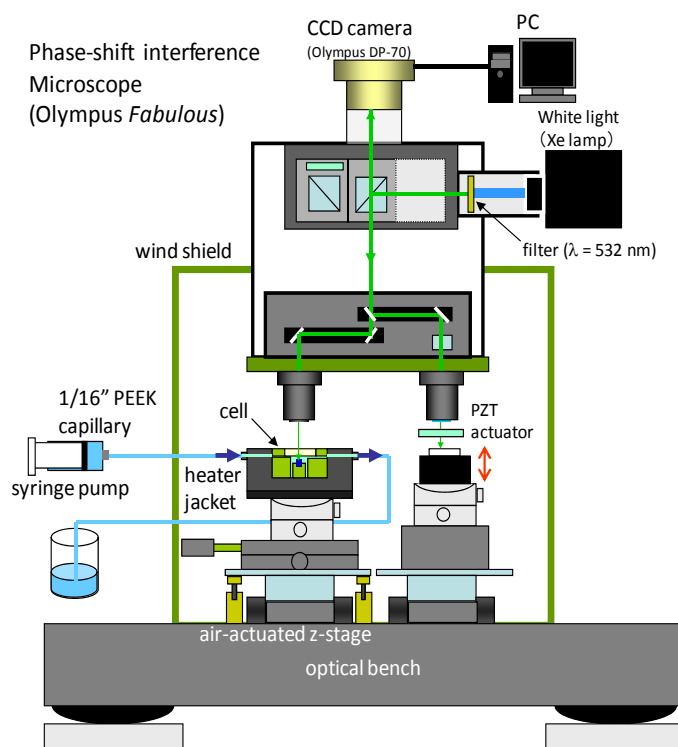 Phase-shift interference
Microscope
(Olympus Fabulous)
CCD camera
(Olympus DP-70)
PC
White light
(Xe lamp)
filter (λ = 532 nm)
wind shield
1/16” PEEK
capillary
cell
PZT
actuator
syringe pump
heater
jacket
air-actuated z-stage
optical bench